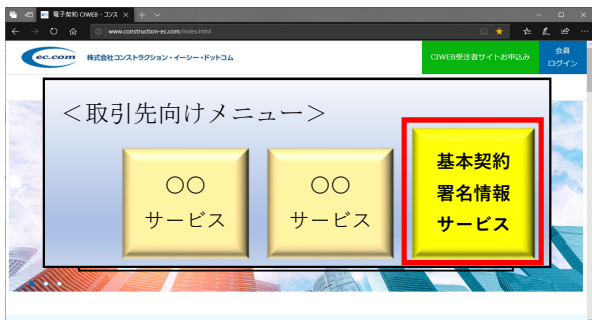 電子契約 CIWEB - コンス
www.construction-ec.com/index.html
ec.com 株式会社コンストラクション・イーシー・ドットコム
CIWEB受注者サイトお申込み
会員
ログイン
＜取引先向けメニュー＞
〇〇
サービス
〇〇
サービス
基本契約
署名情報
サービス